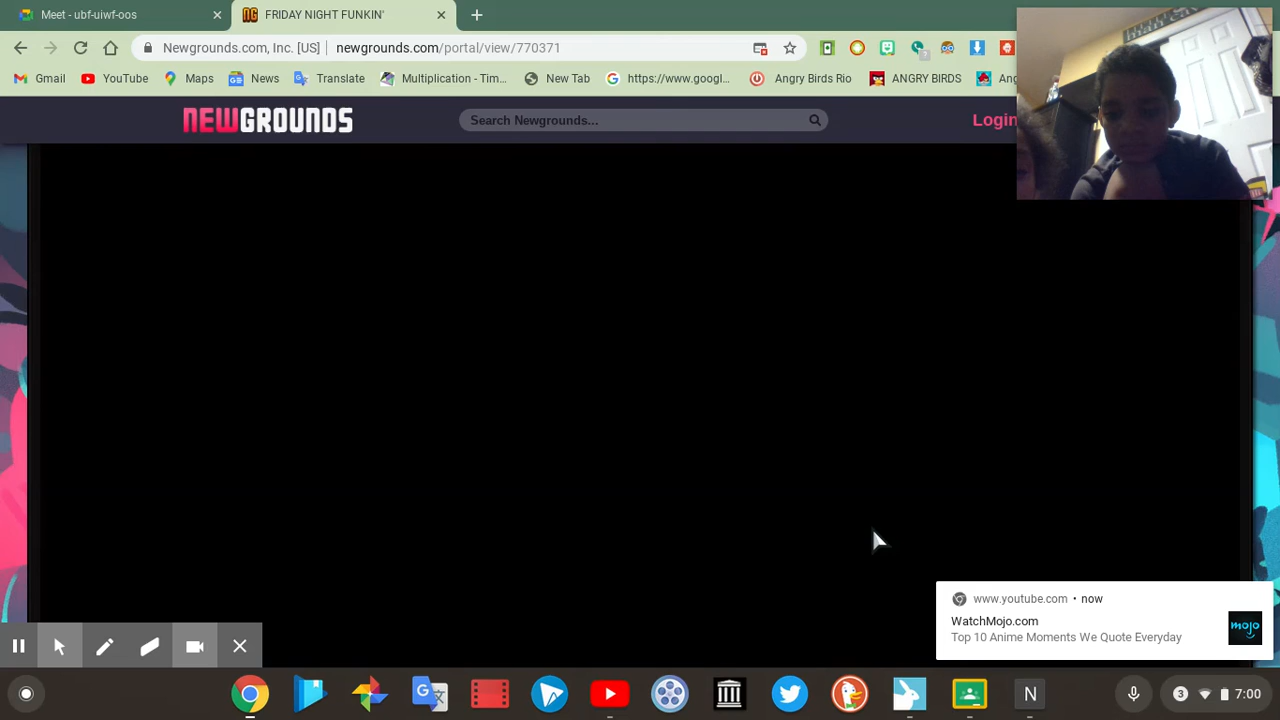 Meet - ubf-uiwf-oos
FRIDAY NIGHT FUNKIN'
Newgrounds.com, Inc. [US]
newgrounds.com/portal/view/770371
Gmail
YouTube
Maps
News
Translate
Multiplication - Tim...
New Tab
https://www.googl...
Angry Birds Rio
ANGRY BIRDS
NEWGROUNDS
Search Newgrounds...
Login
www.youtube.com • now
WatchMojo.com
Top 10 Anime Moments We Quote Everyday
mojo
N
3
7:00